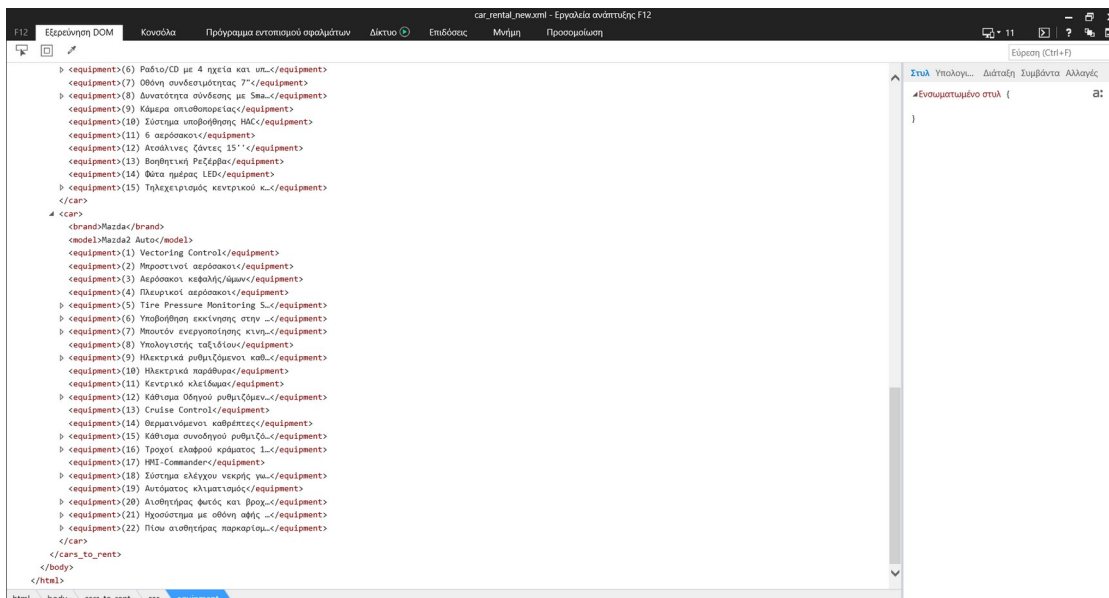 car_rental_new.xml - Εργαλεία ανάπτυξης F12
F12 Εξερεύνηση DOM Κονσόλα Πρόγραμμα εντοπισμού σφαλμάτων Δίκτυο Επιδόσεις Μνήμη Προσομοίωση 11 ?
Εύρεση (Ctrl+F)
Στυλ Υπολογι... Διάταξη Συμβάντα Αλλαγές
Ενσωματωμένο στυλ {
a:
}
<equipment>(6) Ραδιο/CD με 4 ηχεία και υπ…</equipment>
<equipment>(7) Οθόνη συνδεσιμότητας 7"</equipment>
<equipment>(8) Δυνατότητα σύνδεσης με Sma…</equipment>
<equipment>(9) Κάμερα οπισθοπορείας</equipment>
<equipment>(10) Σύστημα υποβοήθησης HAC</equipment>
<equipment>(11) 6 αερόσακοι</equipment>
<equipment>(12) Ατσάλινες ζάντες 15''</equipment>
<equipment>(13) Βοηθητική Ρεζέρβα</equipment>
<equipment>(14) Φώτα ημέρας LED</equipment>
<equipment>(15) Τηλεχειρισμός κεντρικού κ…</equipment>
</car>
<car>
<brand>Mazda</brand>
<model>Mazda2 Auto</model>
<equipment>(1) Vectoring Control</equipment>
<equipment>(2) Μπροστινοί αερόσακοι</equipment>
<equipment>(3) Αερόσακοι κεφαλής/ώμων</equipment>
<equipment>(4) Πλευρικοί αερόσακοι</equipment>
<equipment>(5) Tire Pressure Monitoring S…</equipment>
<equipment>(6) Υποβοήθηση εκκίνησης στην …</equipment>
<equipment>(7) Μπουτόν ενεργοποίησης κινη…</equipment>
<equipment>(8) Υπολογιστής ταξιδίου</equipment>
<equipment>(9) Ηλεκτρικά ρυθμιζόμενοι καθ…</equipment>
<equipment>(10) Ηλεκτρικά παράθυρα</equipment>
<equipment>(11) Κεντρικό κλείδωμα</equipment>
<equipment>(12) Κάθισμα Οδηγού ρυθμιζόμεν…</equipment>
<equipment>(13) Cruise Control</equipment>
<equipment>(14) Θερμαινόμενοι καθρέπτες</equipment>
<equipment>(15) Κάθισμα συνοδηγού ρυθμιζό…</equipment>
<equipment>(16) Τροχοί ελαφρού κράματος 1…</equipment>
<equipment>(17) HMI-Commander</equipment>
<equipment>(18) Σύστημα ελέγχου νεκρής γω…</equipment>
<equipment>(19) Αυτόματος κλιματισμός</equipment>
<equipment>(20) Αισθητήρας φωτός και βροχ…</equipment>
<equipment>(21) Ηχοσύστημα με οθόνη αφής …</equipment>
<equipment>(22) Πίσω αισθητήρας παρκαρίσμ…</equipment>
</car>
</cars_to_rent>
</body>
</html>